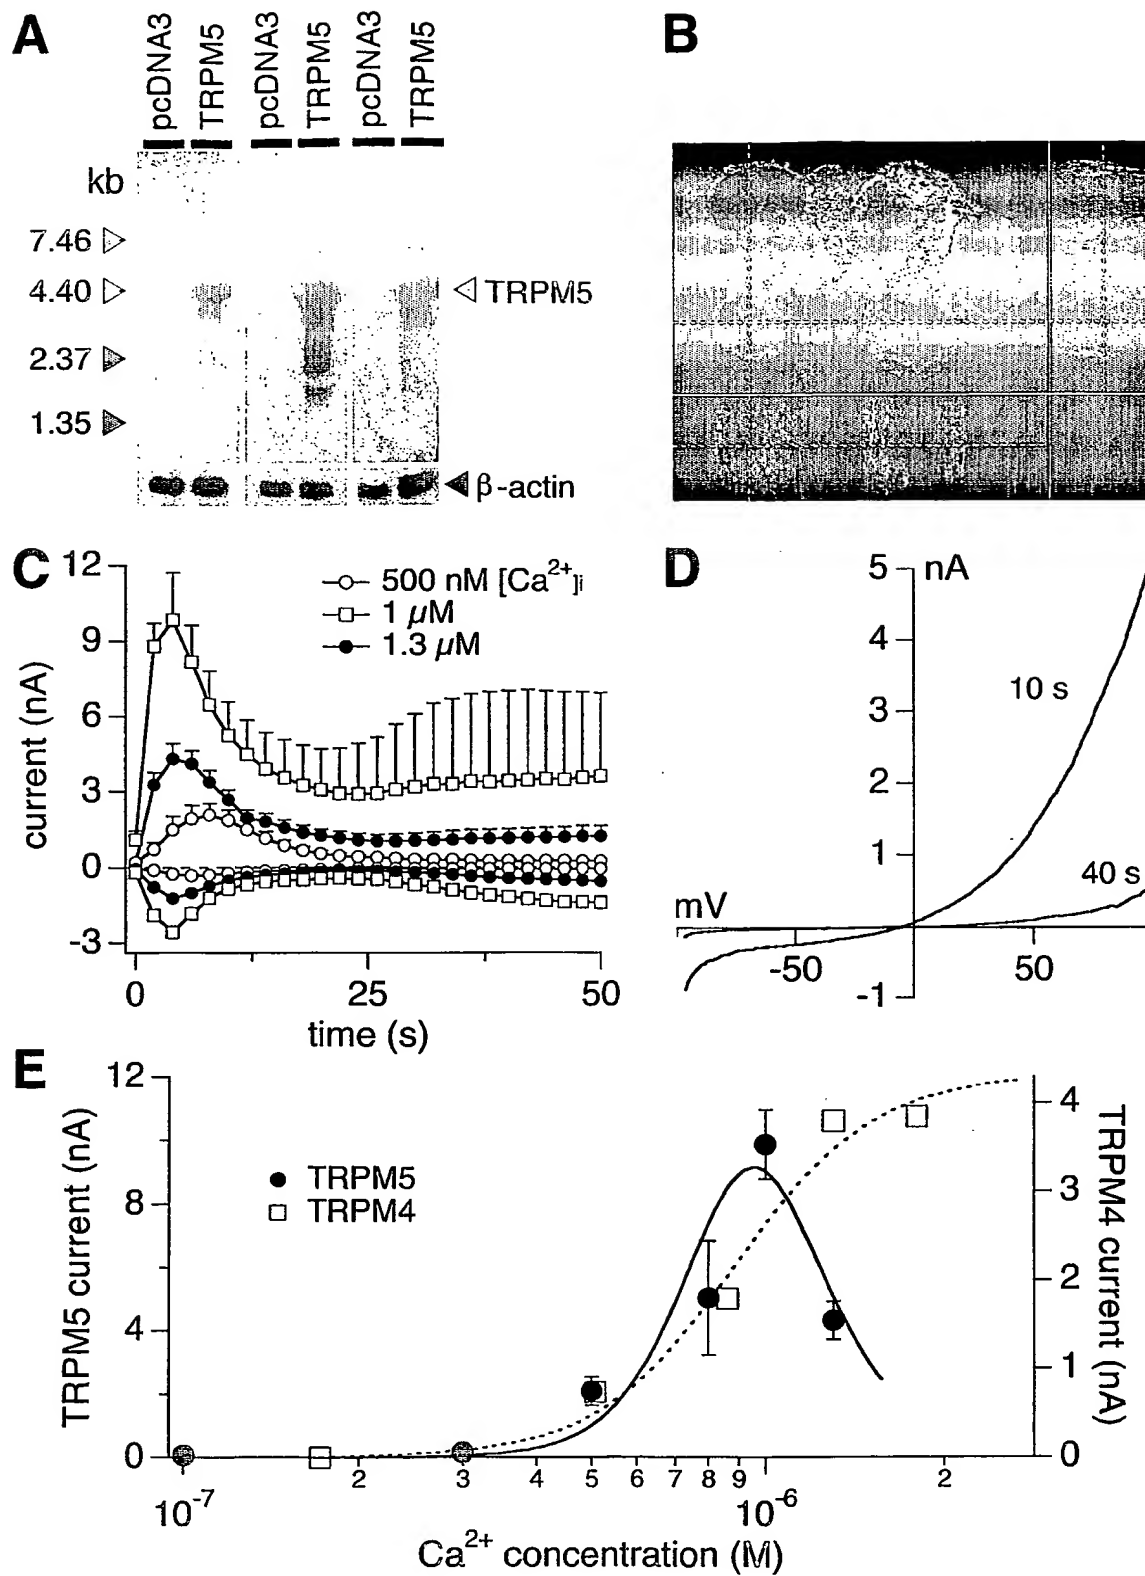 A
pcDNA3
TRPM5
pcDNA3
TRPM5
pcDNA3
TRPM5
kb
7.46
4.40
2.37
1.35
TRPM5
β-actin
B
C
12
9
6
3
0
-3
current (nA)
500 nM [Ca2+]i
1 µM
1.3 µM
0
25
50
time (s)
D
5
nA
4
3
2
1
-1
10 s
40 s
mV
-50
50
E
12
8
4
0
TRPM5 current (nA)
TRPM5
TRPM4
4
3
2
1
0
TRPM4 current (nA)
2
3
4
5
6
7
8
9
2
10-7
10-6
Ca2+ concentration (M)